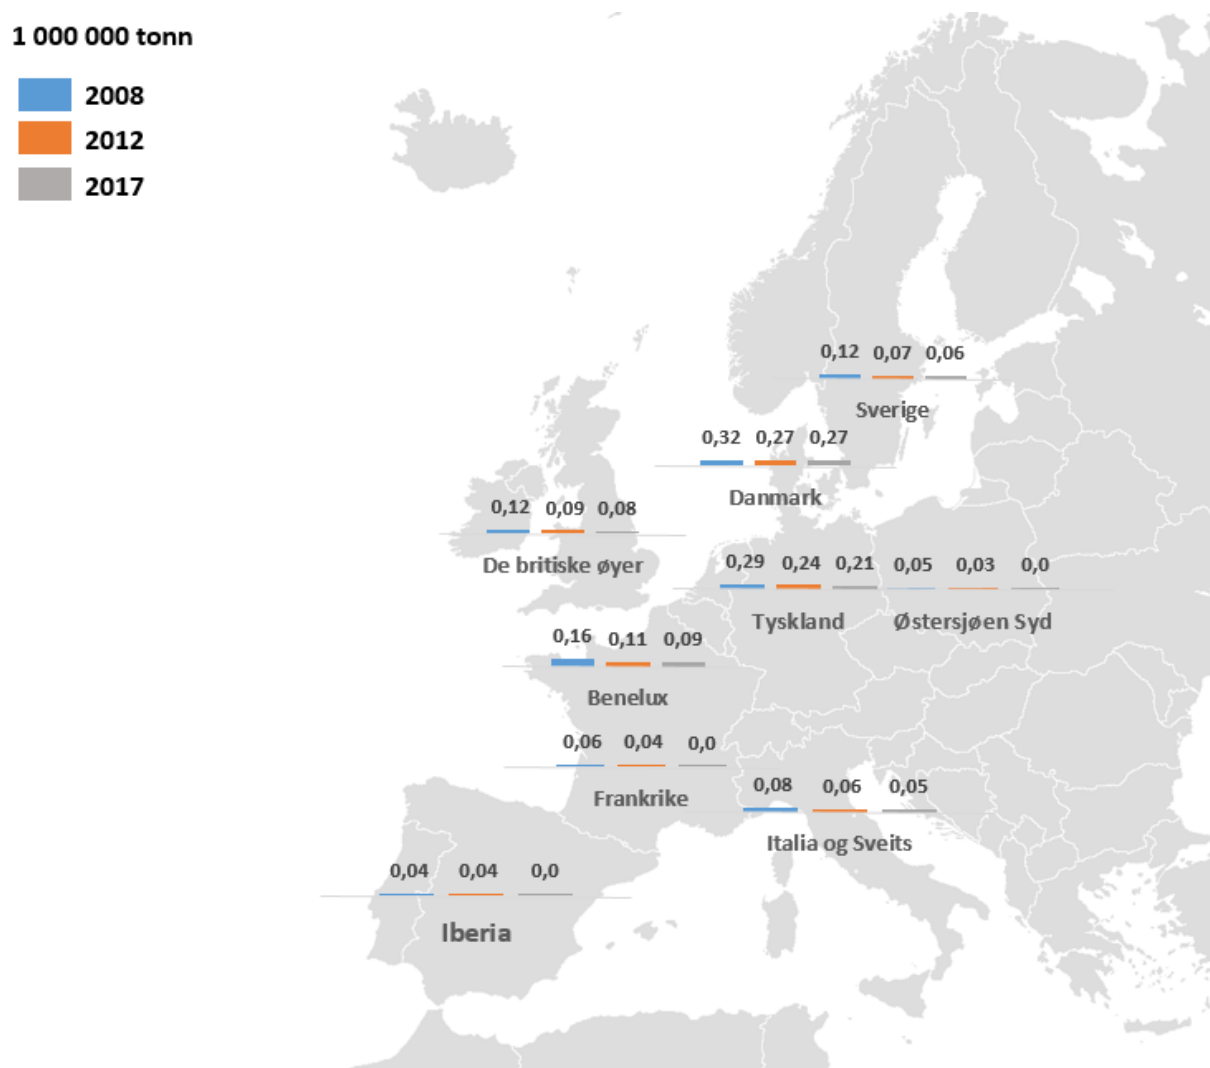 1 000 000 tonn
2008
2012
2017
0,12 0,07 0,06
Sverige
0,32 0,27 0,27
Danmark
0,12 0,09 0,08
De britiske øyer
0,29 0,24 0,21 0,05 0,03 0,0
Tyskland Østersjøen Syd
0,16 0,11 0,09
Benelux
0,06 0,04 0,0
Frankrike
0,08 0,06 0,05
Italia og Sveits
0,04 0,04 0,0
Iberia